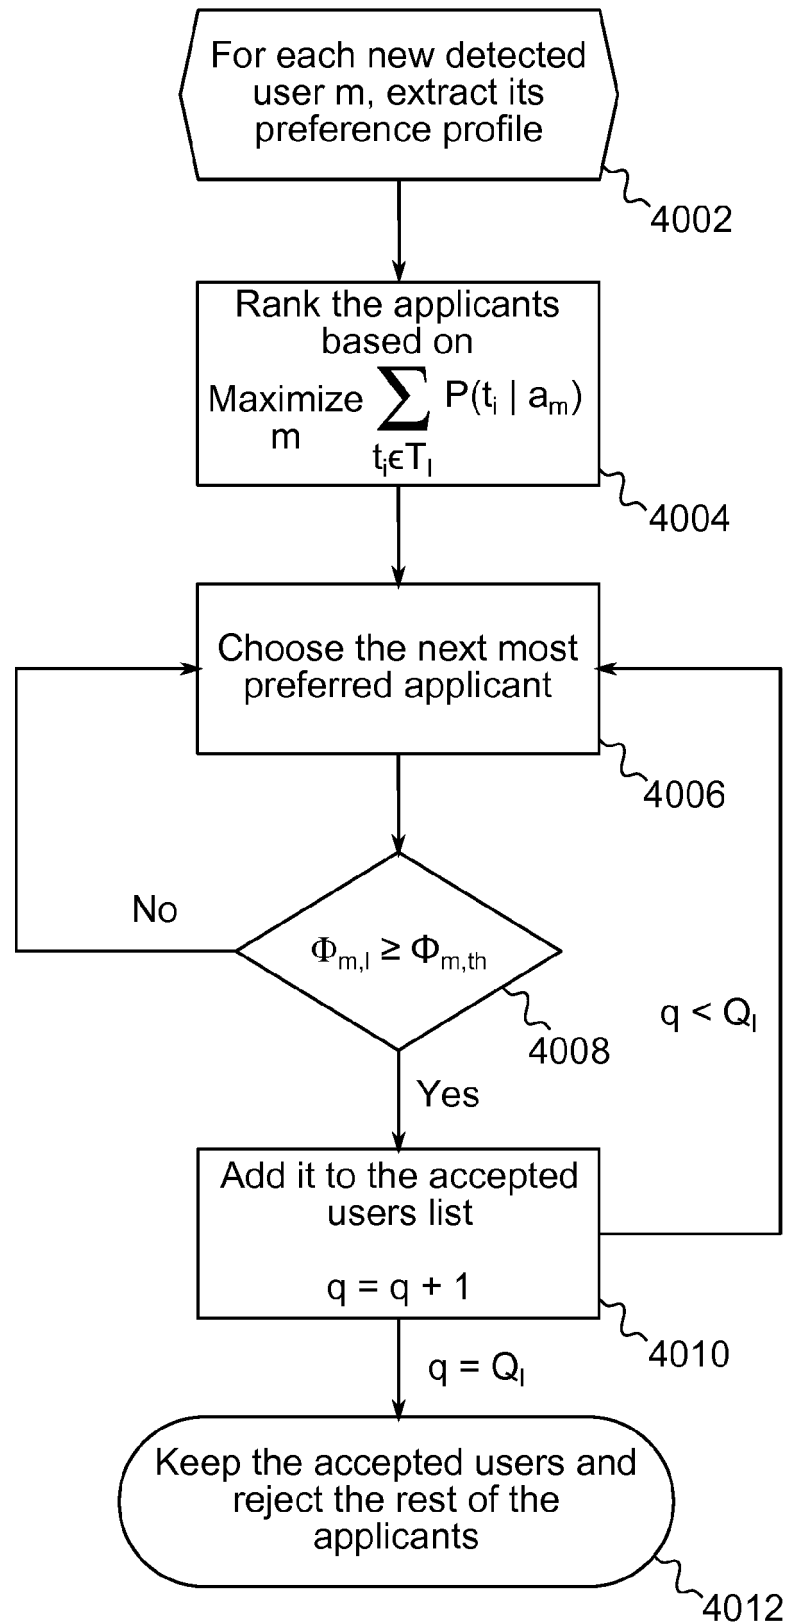 For each new detected
user m, extract its
preference profile
4002
Rank the applicants
based on
Maximize ∑ P(tᵢ | aₘ)
m
tᵢϵTₗ
4004
Choose the next most
preferred applicant
4006
No
Φₘ,ₗ ≥ Φₘ,ₜₕ
q < Qₗ
4008
Yes
Add it to the accepted
users list
q = q + 1
4010
q = Qₗ
Keep the accepted users and
reject the rest of the
applicants
4012